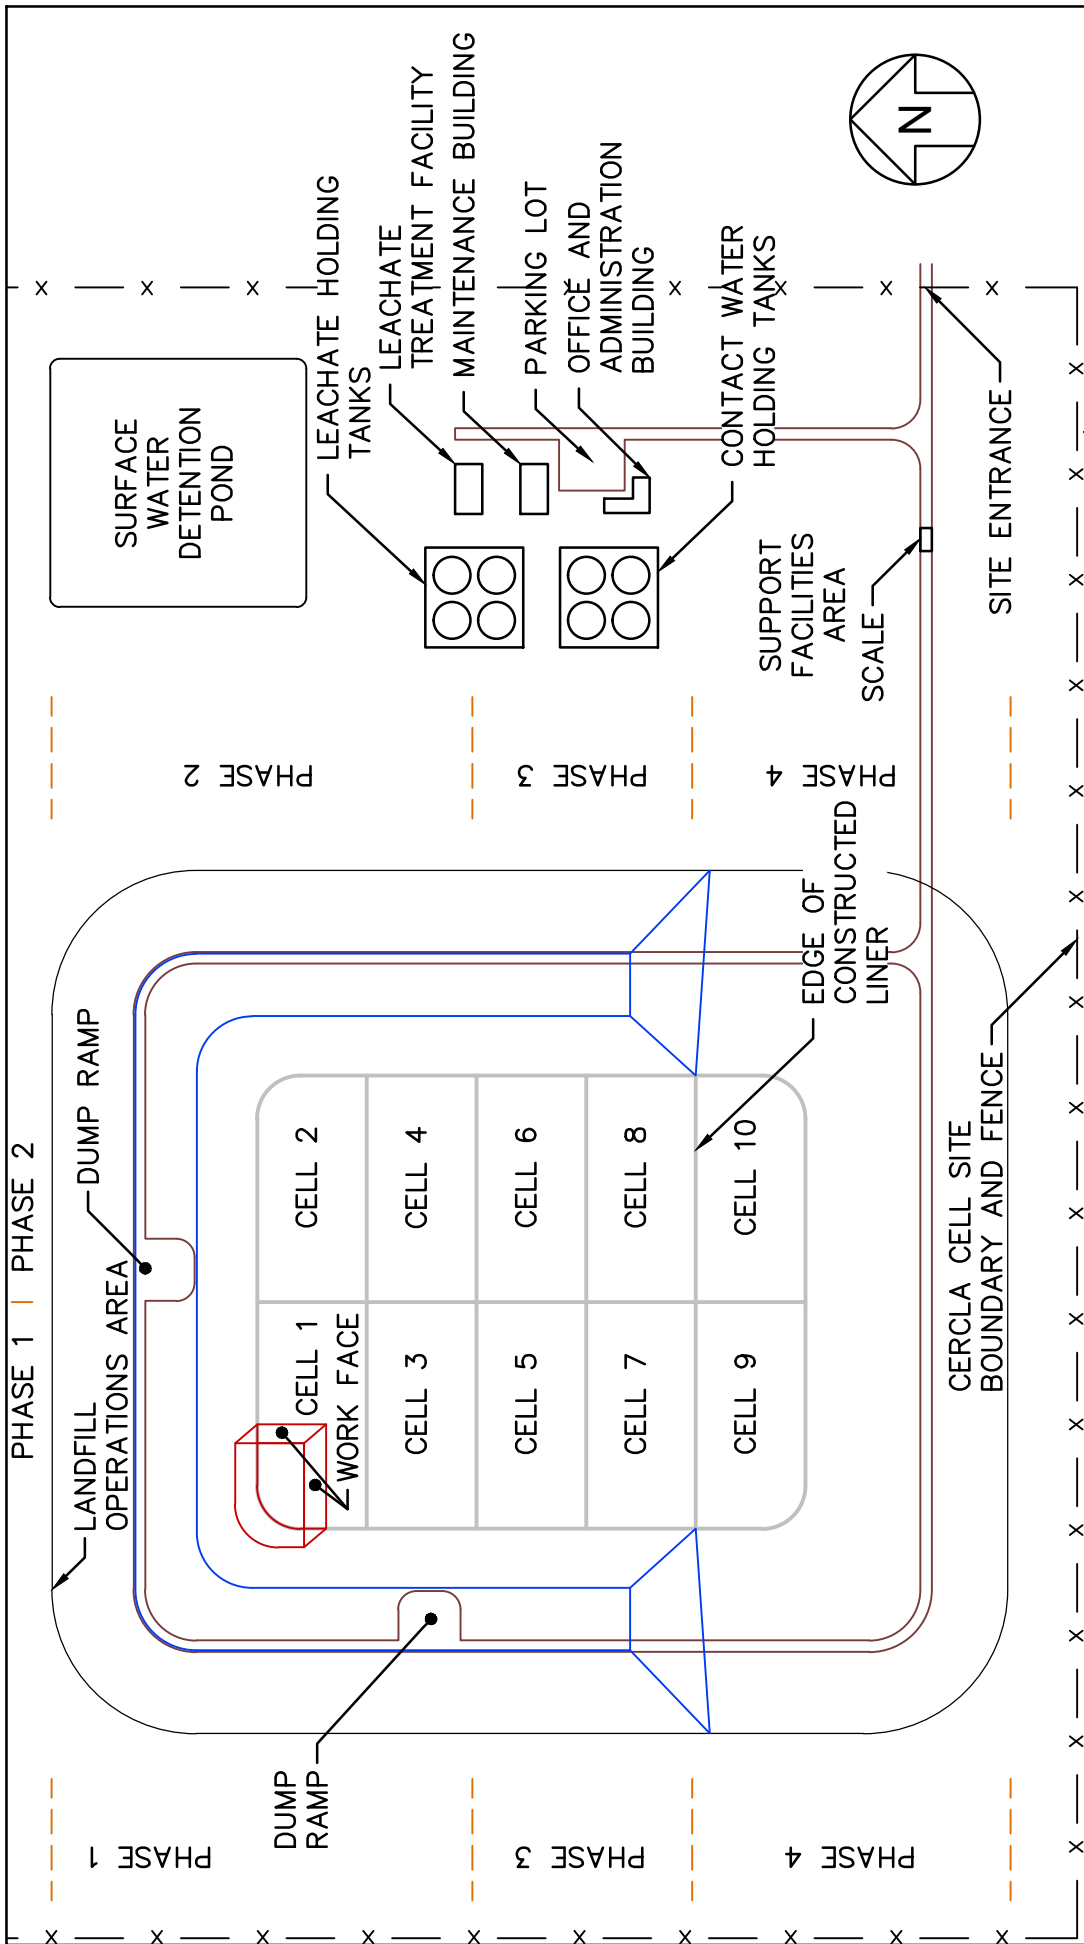 PHASE 1 | PHASE 2
LANDFILL
OPERATIONS AREA
DUMP RAMP
SURFACE
WATER
DETENTION
POND
LEACHATE HOLDING
TANKS
LEACHATE
TREATMENT FACILITY
MAINTENANCE BUILDING
PARKING LOT
OFFICE AND
ADMINISTRATION
BUILDING
CONTACT WATER
HOLDING TANKS
N
PHASE 1
PHASE 3
PHASE 4
PHASE 2
PHASE 3
PHASE 4
DUMP
RAMP
CELL 1
WORK FACE
CELL 2
CELL 3
CELL 4
CELL 5
CELL 6
CELL 7
CELL 8
CELL 9
CELL 10
EDGE OF
CONSTRUCTED
LINER
SUPPORT
FACILITIES
AREA
SCALE
SITE ENTRANCE
CERCLA CELL SITE
BOUNDARY AND FENCE